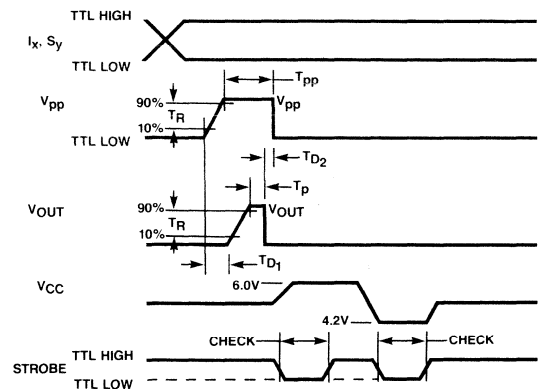 TTL HIGH
Ix, Sy
TTL LOW
Tpp
Vpp
90%
Vpp
TR
10%
TTL LOW
TD2
Tp
VOUT
90%
VOUT
TR
10%
TD1
VCC
6.0V
4.2V
CHECK
CHECK
TTL HIGH
STROBE
TTL LOW